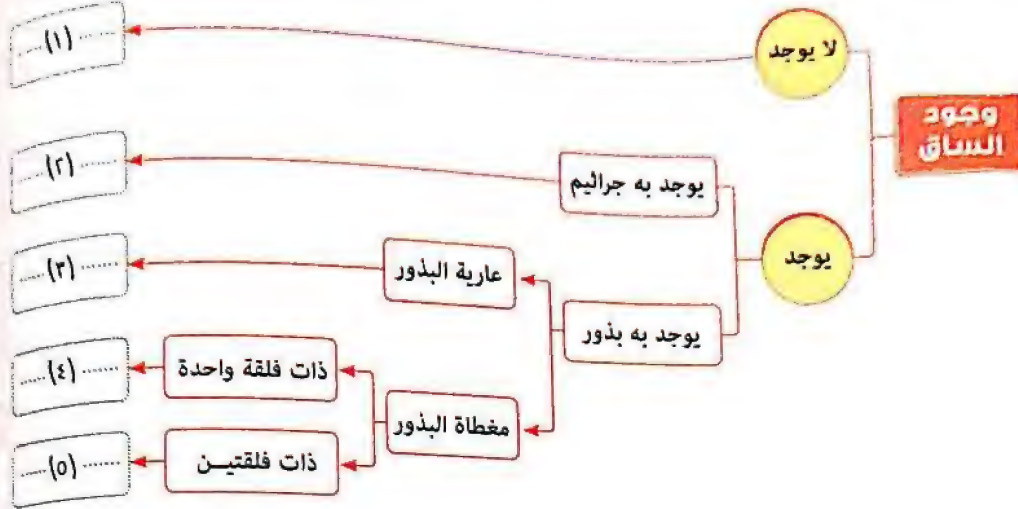 وجود
الساق
لا يوجد
...... (١) ......
يوجد
يوجد به جراثيم
...... (٢) ......
يوجد به بذور
عارية البذور
...... (٣) ......
مغطاة البذور
ذات فلقة واحدة
...... (٤) ......
ذات فلقتيـــن
...... (٥) ......